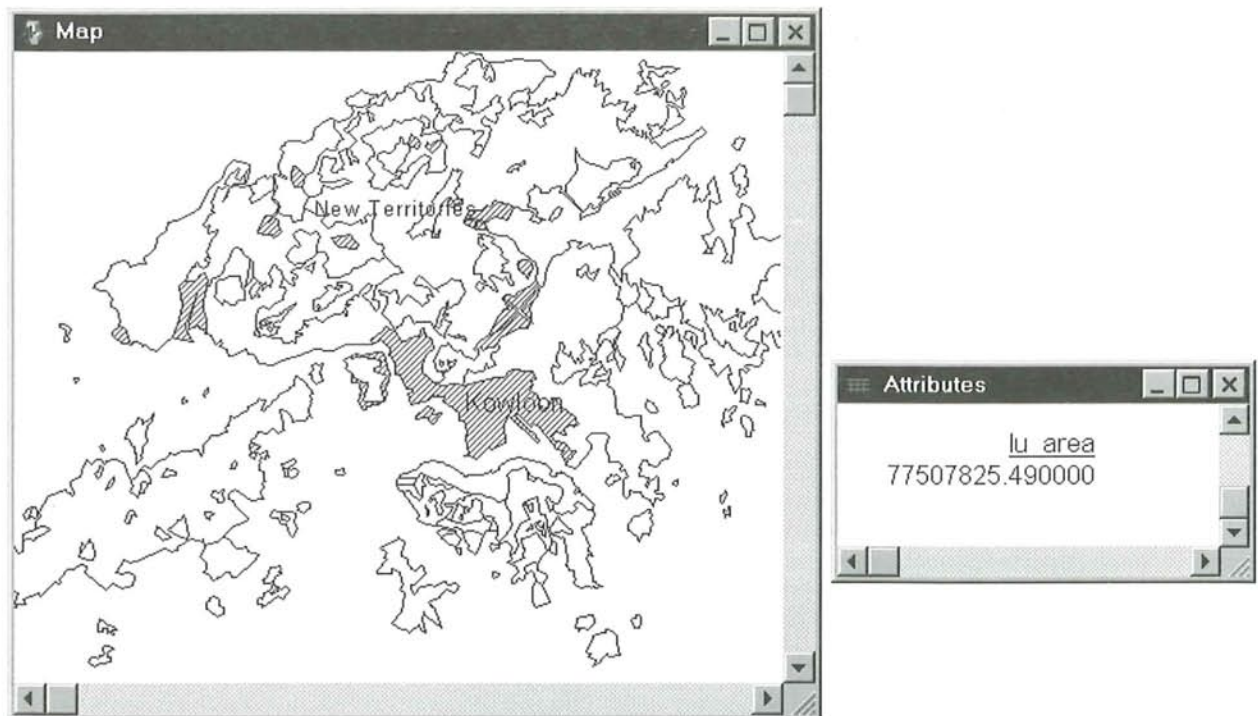 Map
New Territories
Kowloon
Attributes
lu_area
77507825.490000